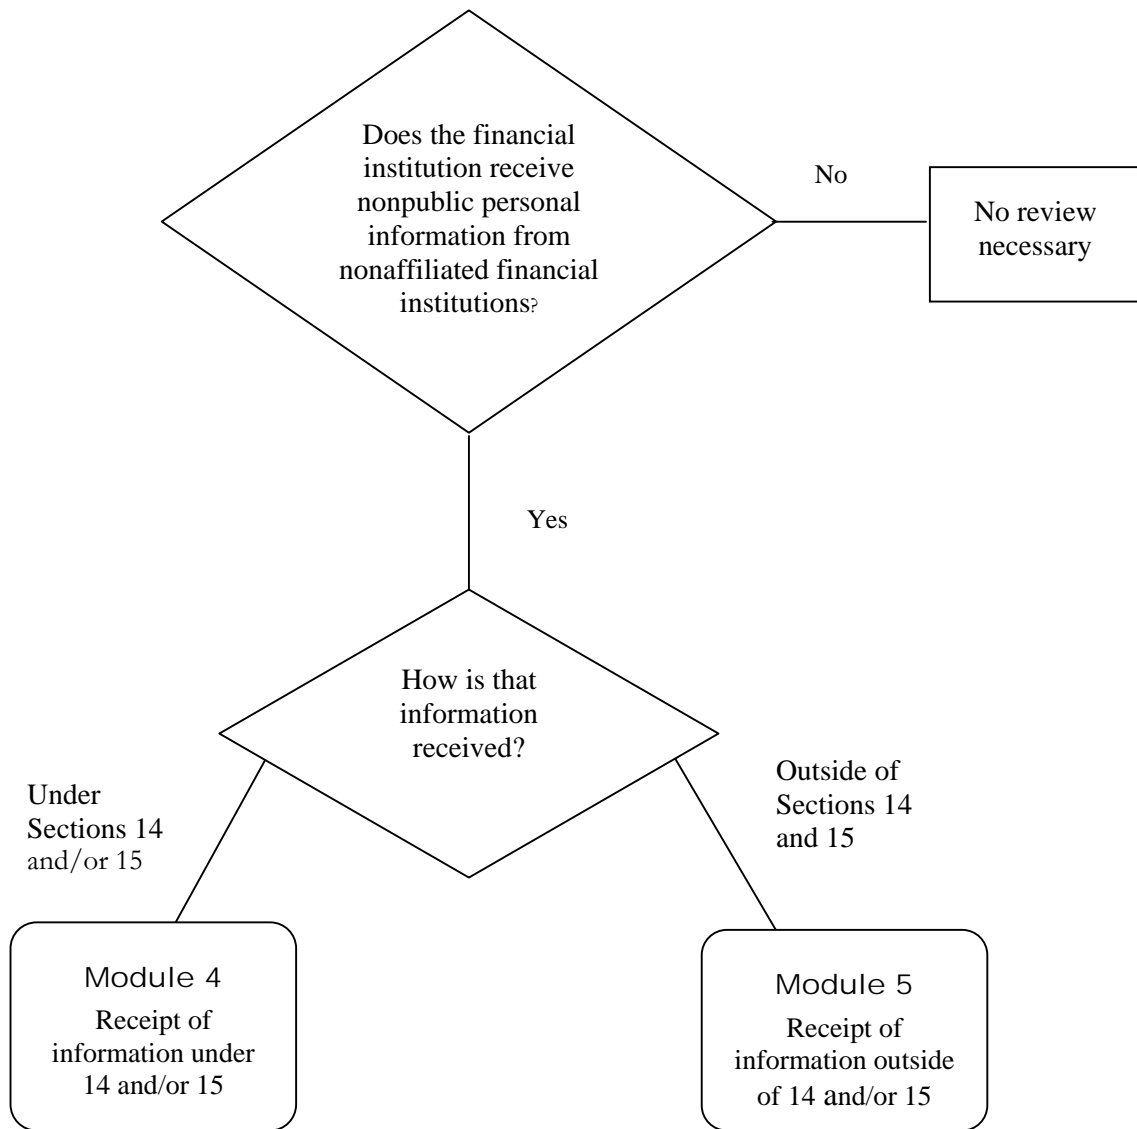 Does the financial
institution receive
nonpublic personal
information from
nonaffiliated financial
institutions?
No
No review
necessary
Yes
How is that
information
received?
Under
Sections 14
and/or 15
Outside of
Sections 14
and 15
Module 4
Receipt of
information under
14 and/or 15
Module 5
Receipt of
information outside
of 14 and/or 15